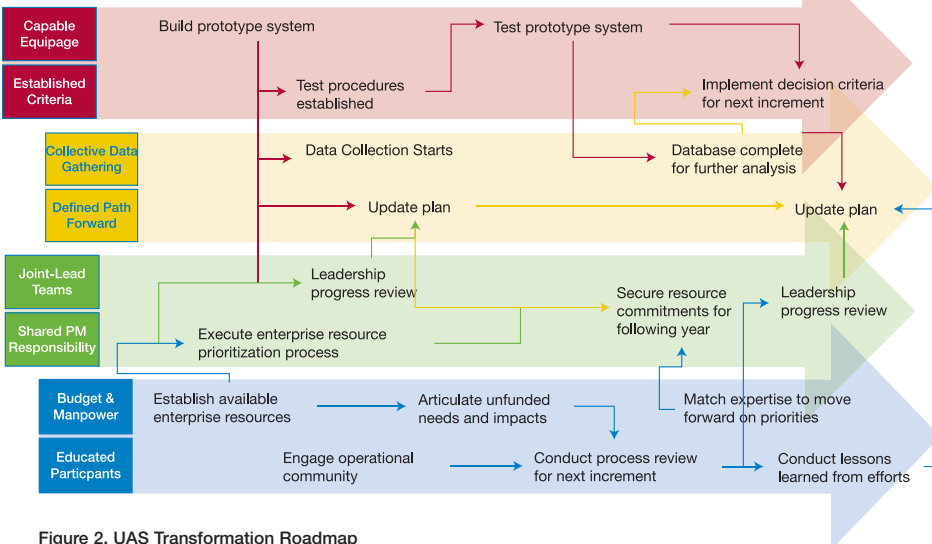 Capable
Equipage
Build prototype system
Test prototype system
Established
Criteria
Test procedures
established
Implement decision criteria
for next increment
Collective Data
Gathering
Data Collection Starts
Database complete
for further analysis
Defined Path
Forward
Update plan
Update plan
Joint-Lead
Teams
Leadership
progress review
Secure resource
commitments for
following year
Leadership
progress review
Shared PM
Responsibility
Execute enterprise resource
prioritization process
Budget &
Manpower
Establish available
enterprise resources
Articulate unfunded
needs and impacts
Match expertise to move
forward on priorities
Educated
Particpants
Engage operational
community
Conduct process review
for next increment
Conduct lessons
learned from efforts
Figure 2. UAS Transformation Roadmap